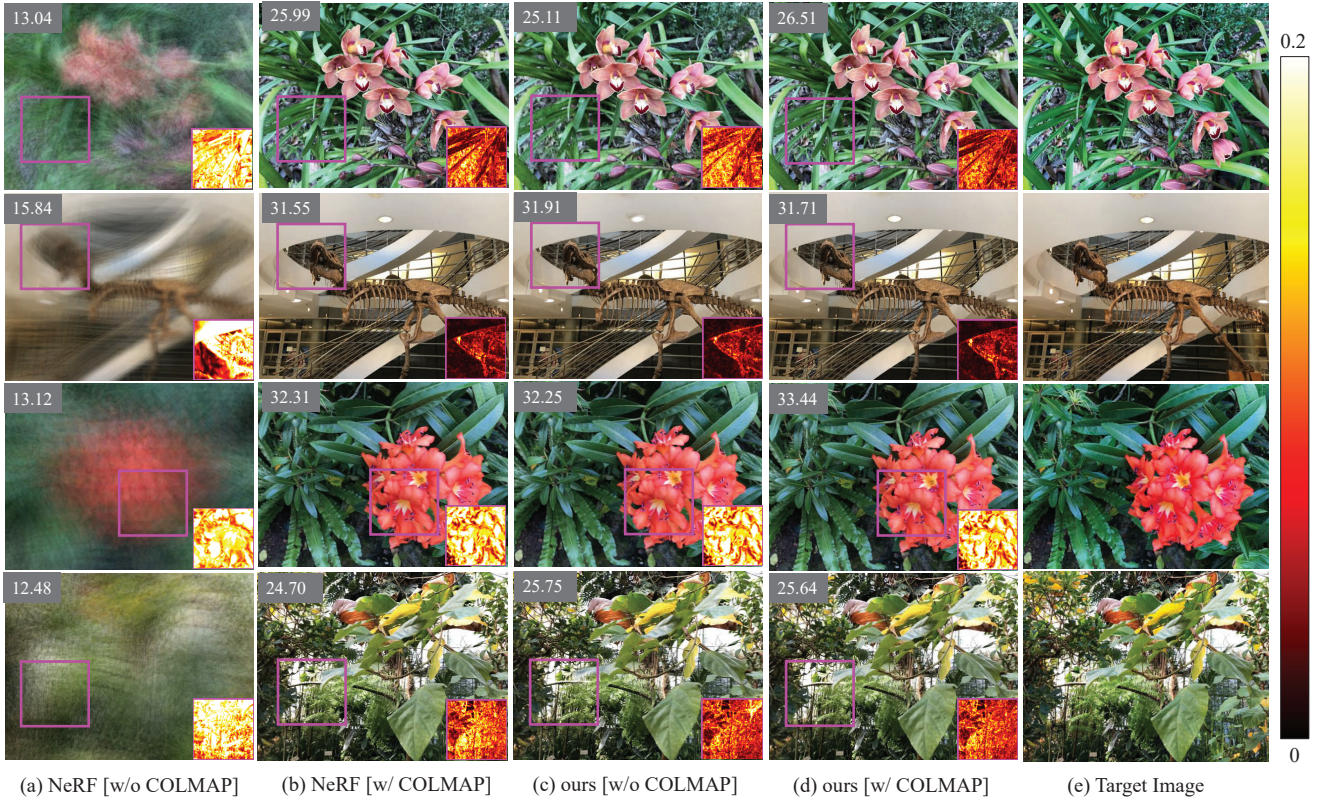 13.04 25.99 25.11 26.51
0.2
15.84 31.55 31.91 31.71
13.12 32.31 32.25 33.44
12.48 24.70 25.75 25.64
0
(a) NeRF [w/o COLMAP] (b) NeRF [w/ COLMAP] (c) ours [w/o COLMAP] (d) ours [w/ COLMAP] (e) Target Image